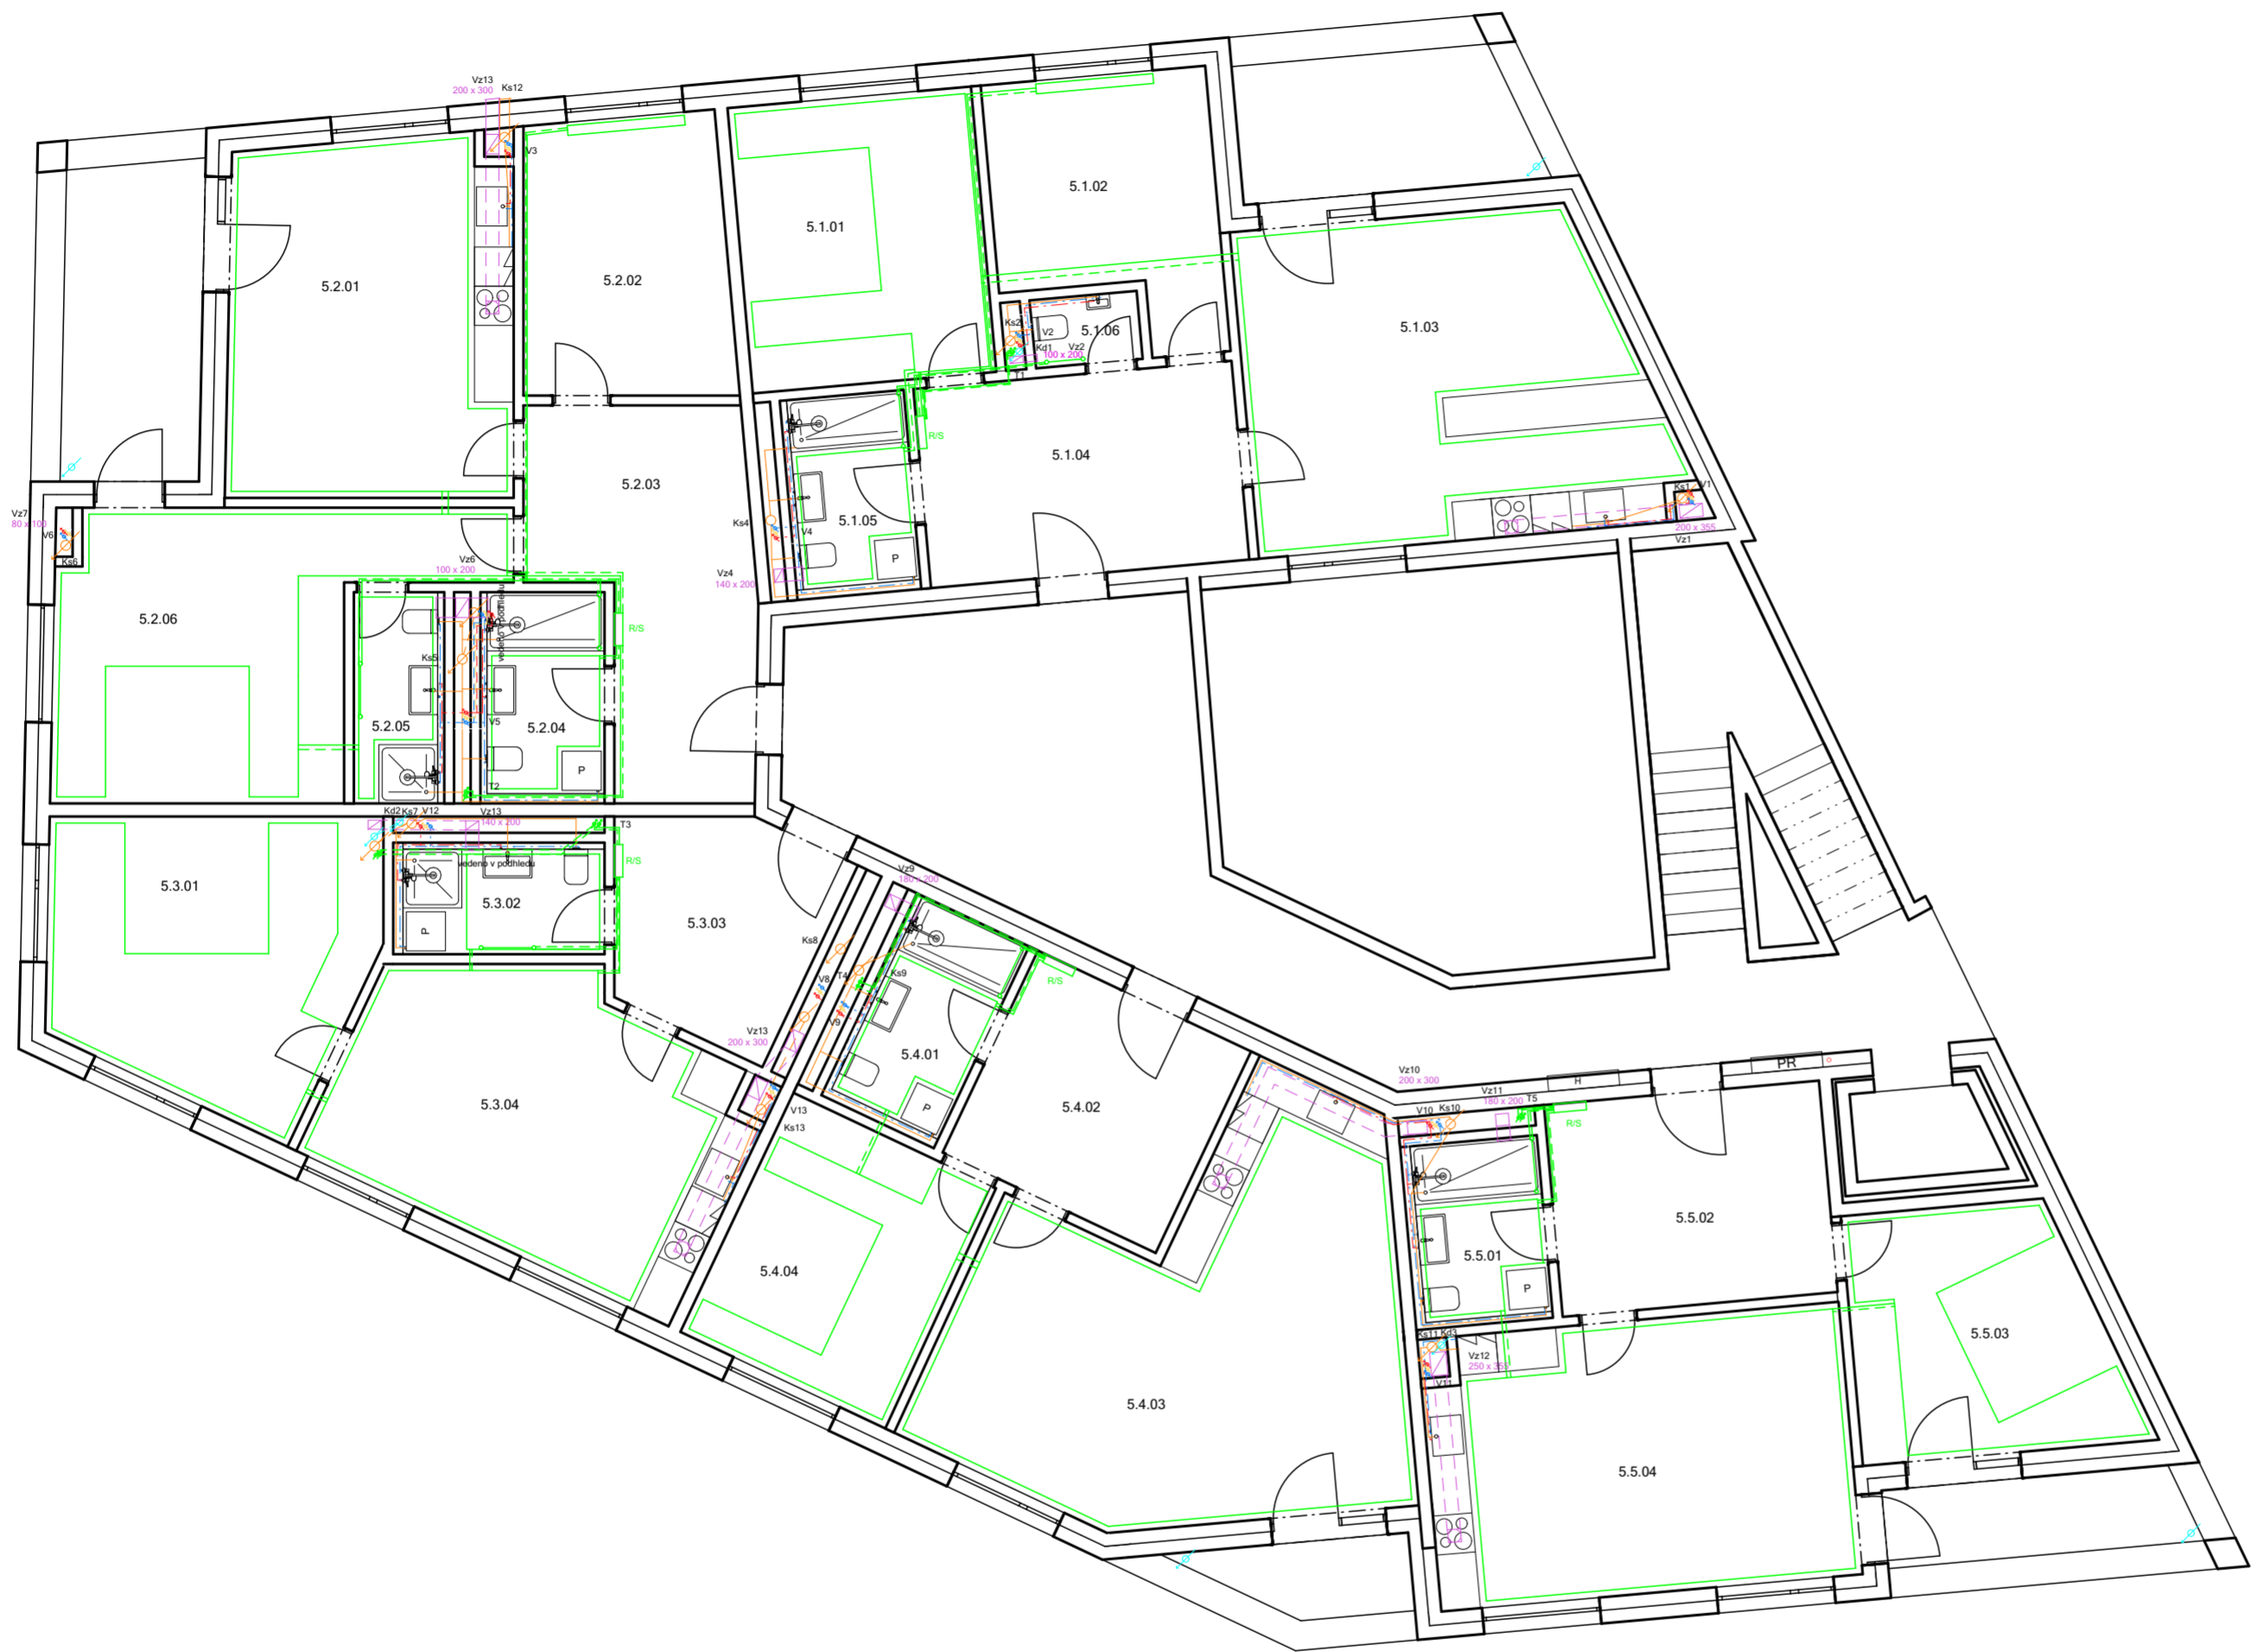 Vz13
200 x 300
Ks12
V3
5.2.01
5.2.02
5.1.01
5.1.02
5.1.03
Ks2
V2
5.1.06
Kd1
Vz2
100 x 200
T1
R/S
5.1.04
5.2.03
5.1.05
Ks4
V4
P
Vz4
140 x 200
Ks1
V1
200 x 355
Vz1
Vz7
80 x 100
V6
Ks6
Vz6
100 x 200
vedeno v podhledu
R/S
5.2.06
Ks5
5.2.05
V5
5.2.04
P
T2
Kd2
Ks7
V12
Vz13
140 x 200
T3
R/S
vedeno v podhledu
5.3.01
5.3.02
P
5.3.03
Vz9
180 x 200
Ks8
V8
T4
Ks9
V9
R/S
Vz13
200 x 300
5.4.01
P
5.3.04
V13
Ks13
5.4.02
Vz10
200 x 300
Vz11
180 x 200
T5
V10
Ks10
R/S
H
PR
5.4.04
5.5.01
P
5.5.02
5.5.03
Ks11
Kd3
Vz12
250 x 355
V11
5.4.03
5.5.04